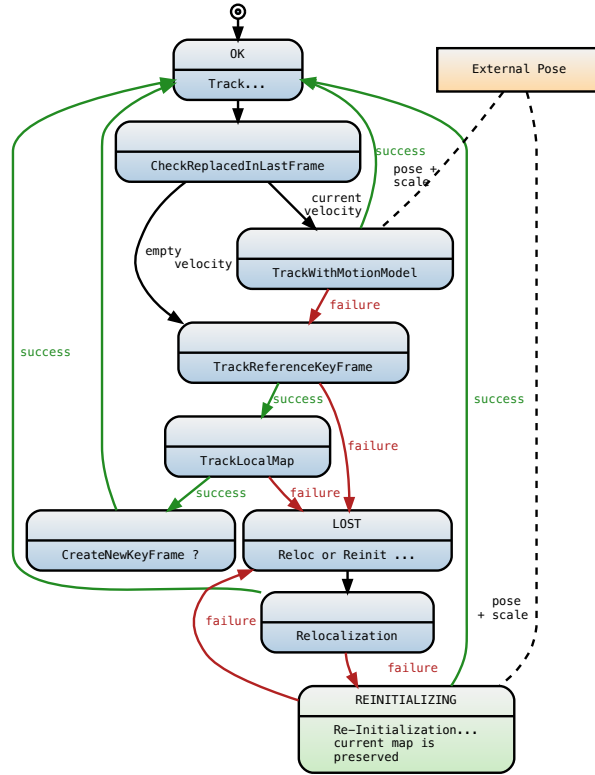 OK
Track...
External Pose
CheckReplacedInLastFrame
success
pose +
scale
current
velocity
empty
velocity
TrackWithMotionModel
failure
success
TrackReferenceKeyFrame
success
success
failure
TrackLocalMap
success
failure
LOST
CreateNewKeyFrame ?
Reloc or Reinit ...
pose
+ scale
failure
Relocalization
failure
REINITIALIZING
Re-Initialization...
current map is
preserved